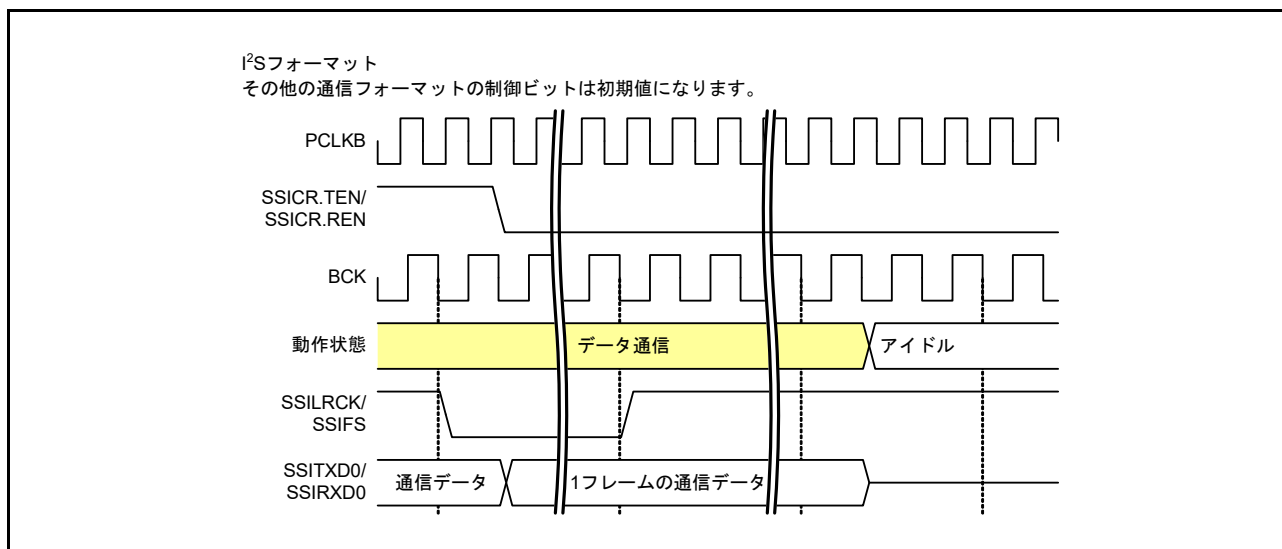 I²Sフォーマット
その他の通信フォーマットの制御ビットは初期値になります。
PCLKB
SSICR.TEN/
SSICR.REN
BCK
動作状態
データ通信
アイドル
SSILRCK/
SSIFS
SSITXD0/
SSIRXD0
通信データ
1フレームの通信データ